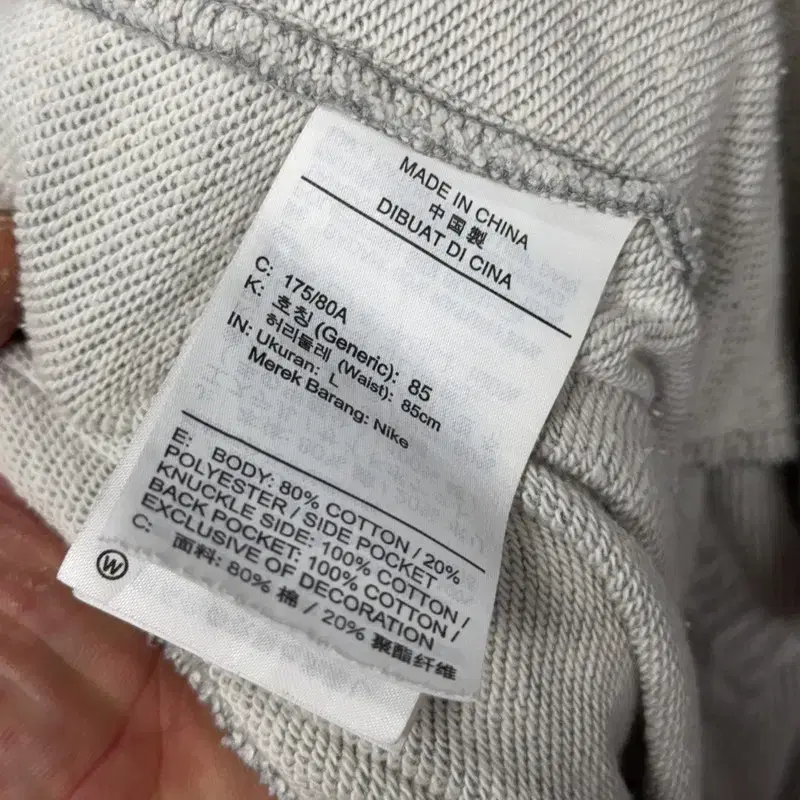 MADE IN CHINA
中国製
DIBUAT DI CINA
C: 175/80A
K: 호칭 (Generic): 85
허리둘레 (Waist): 85cm
IN: Ukuran: L
Merek Barang: Nike
E: BODY: 80% COTTON / 20%
POLYESTER / SIDE POCKET
KNUCKLE SIDE: 100% COTTON /
BACK POCKET: 100% COTTON /
EXCLUSIVE OF DECORATION
C: 面料: 80% 棉 / 20% 聚酯纤维
W